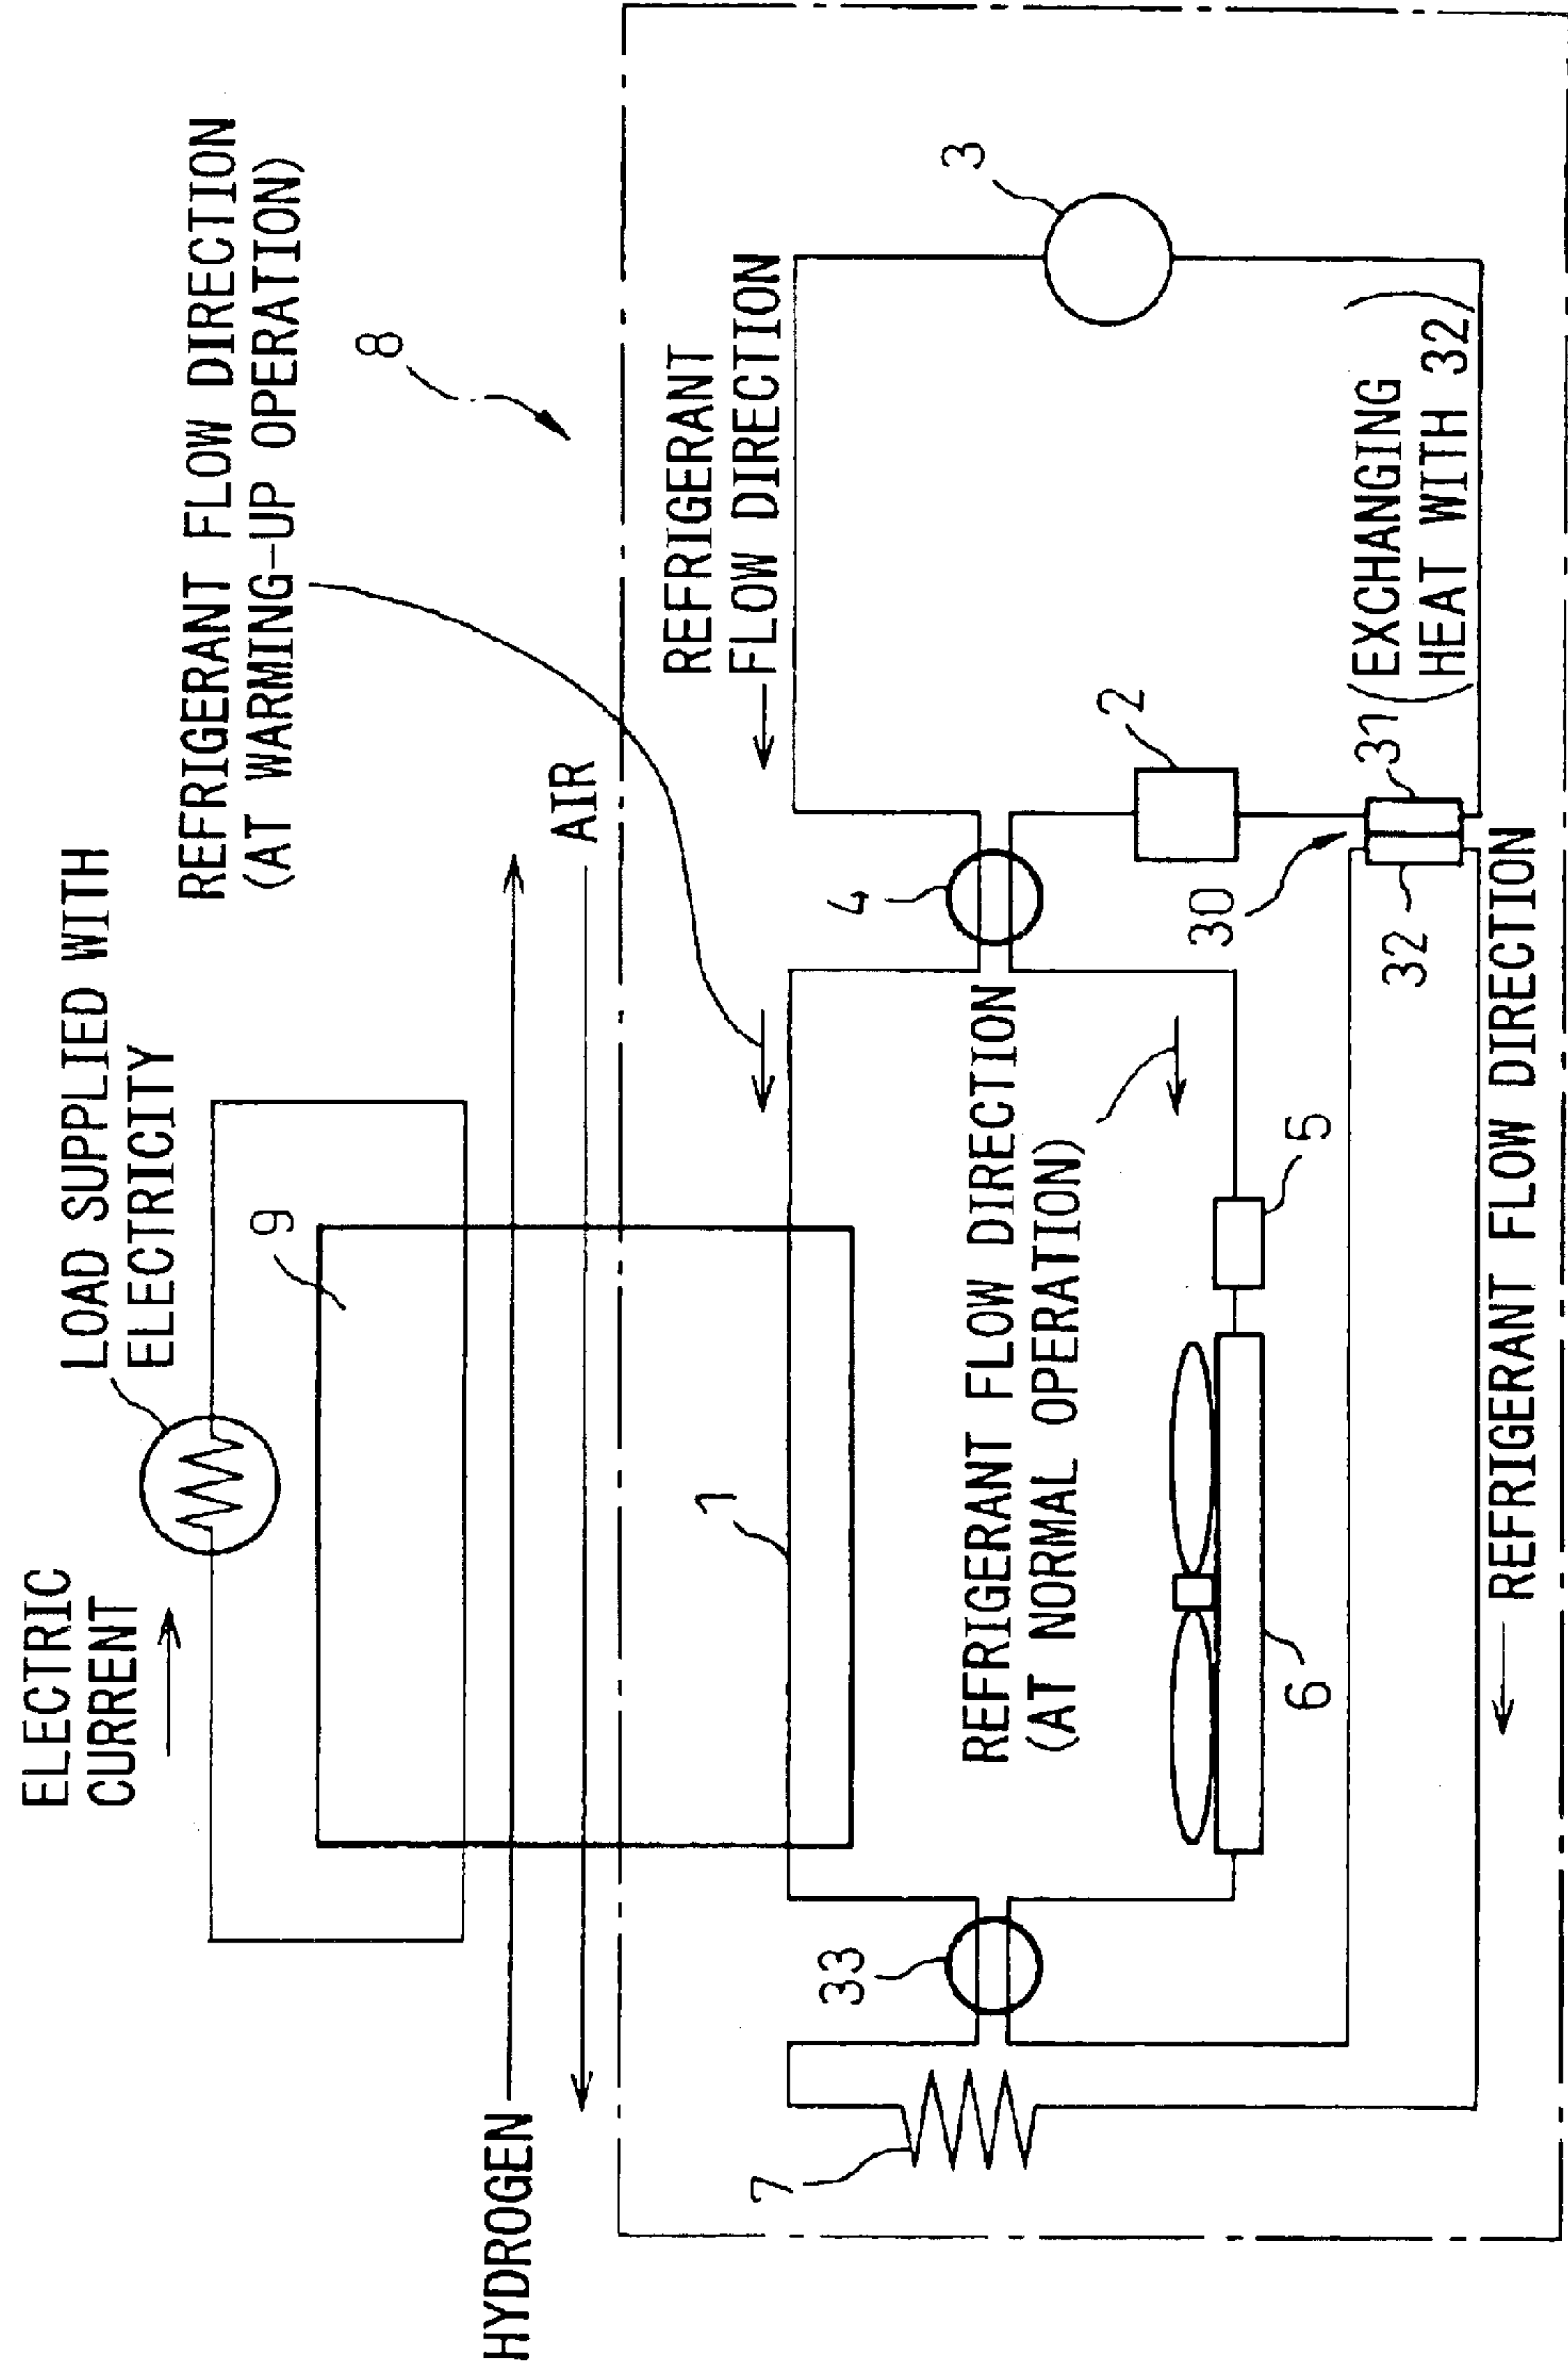 ELECTRIC
CURRENT
LOAD SUPPLIED WITH
ELECTRICITY
9
REFRIGERANT FLOW DIRECTION
(AT WARMING-UP OPERATION)
8
HYDROGEN
AIR
REFRIGERANT
FLOW DIRECTION
1
7
33
4
3
REFRIGERANT FLOW DIRECTION
(AT NORMAL OPERATION)
2
30
6
5
31
(EXCHANGING
HEAT WITH 32)
32
REFRIGERANT FLOW DIRECTION